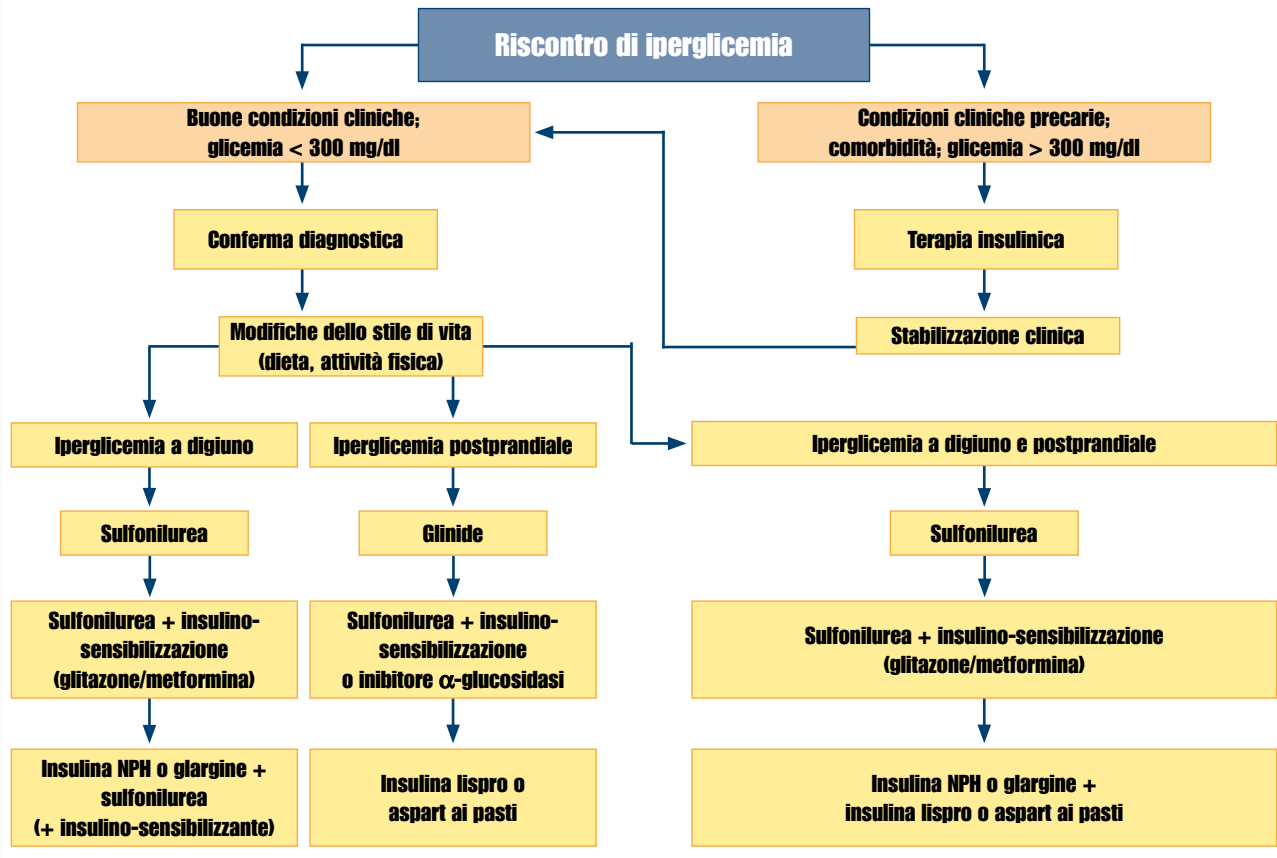 Riscontro di iperglicemia
Buone condizioni cliniche;
glicemia < 300 mg/dl
Condizioni cliniche precarie;
comorbidità; glicemia > 300 mg/dl
Conferma diagnostica
Terapia insulinica
Modifiche dello stile di vita
(dieta, attività fisica)
Stabilizzazione clinica
Iperglicemia a digiuno
Iperglicemia postprandiale
Iperglicemia a digiuno e postprandiale
Sulfonilurea
Glinide
Sulfonilurea
Sulfonilurea + insulino-
sensibilizzazione
(glitazone/metformina)
Sulfonilurea + insulino-
sensibilizzazione
o inibitore α-glucosidasi
Sulfonilurea + insulino-sensibilizzazione
(glitazone/metformina)
Insulina NPH o glargine +
sulfonilurea
(+ insulino-sensibilizzante)
Insulina lispro o
aspart ai pasti
Insulina NPH o glargine +
insulina lispro o aspart ai pasti